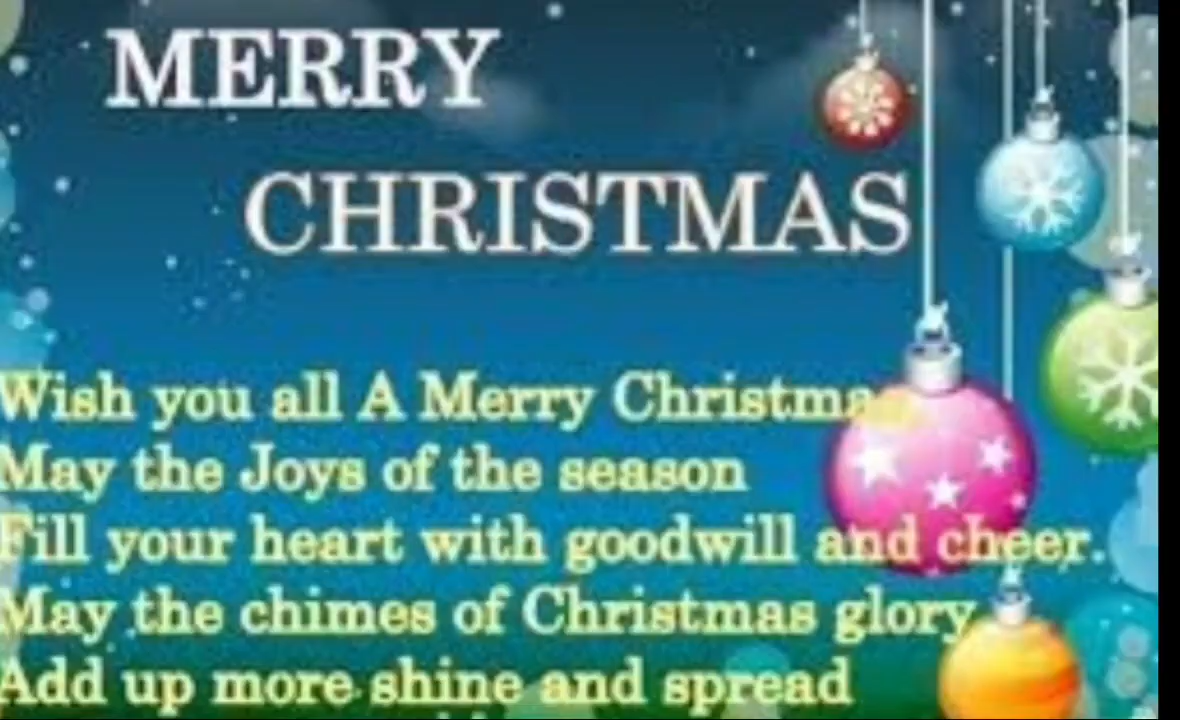 MERRY
CHRISTMAS
Wish you all A Merry Christma
May the Joys of the season
Fill your heart with goodwill and cheer.
May the chimes of Christmas glory
Add up more shine and spread